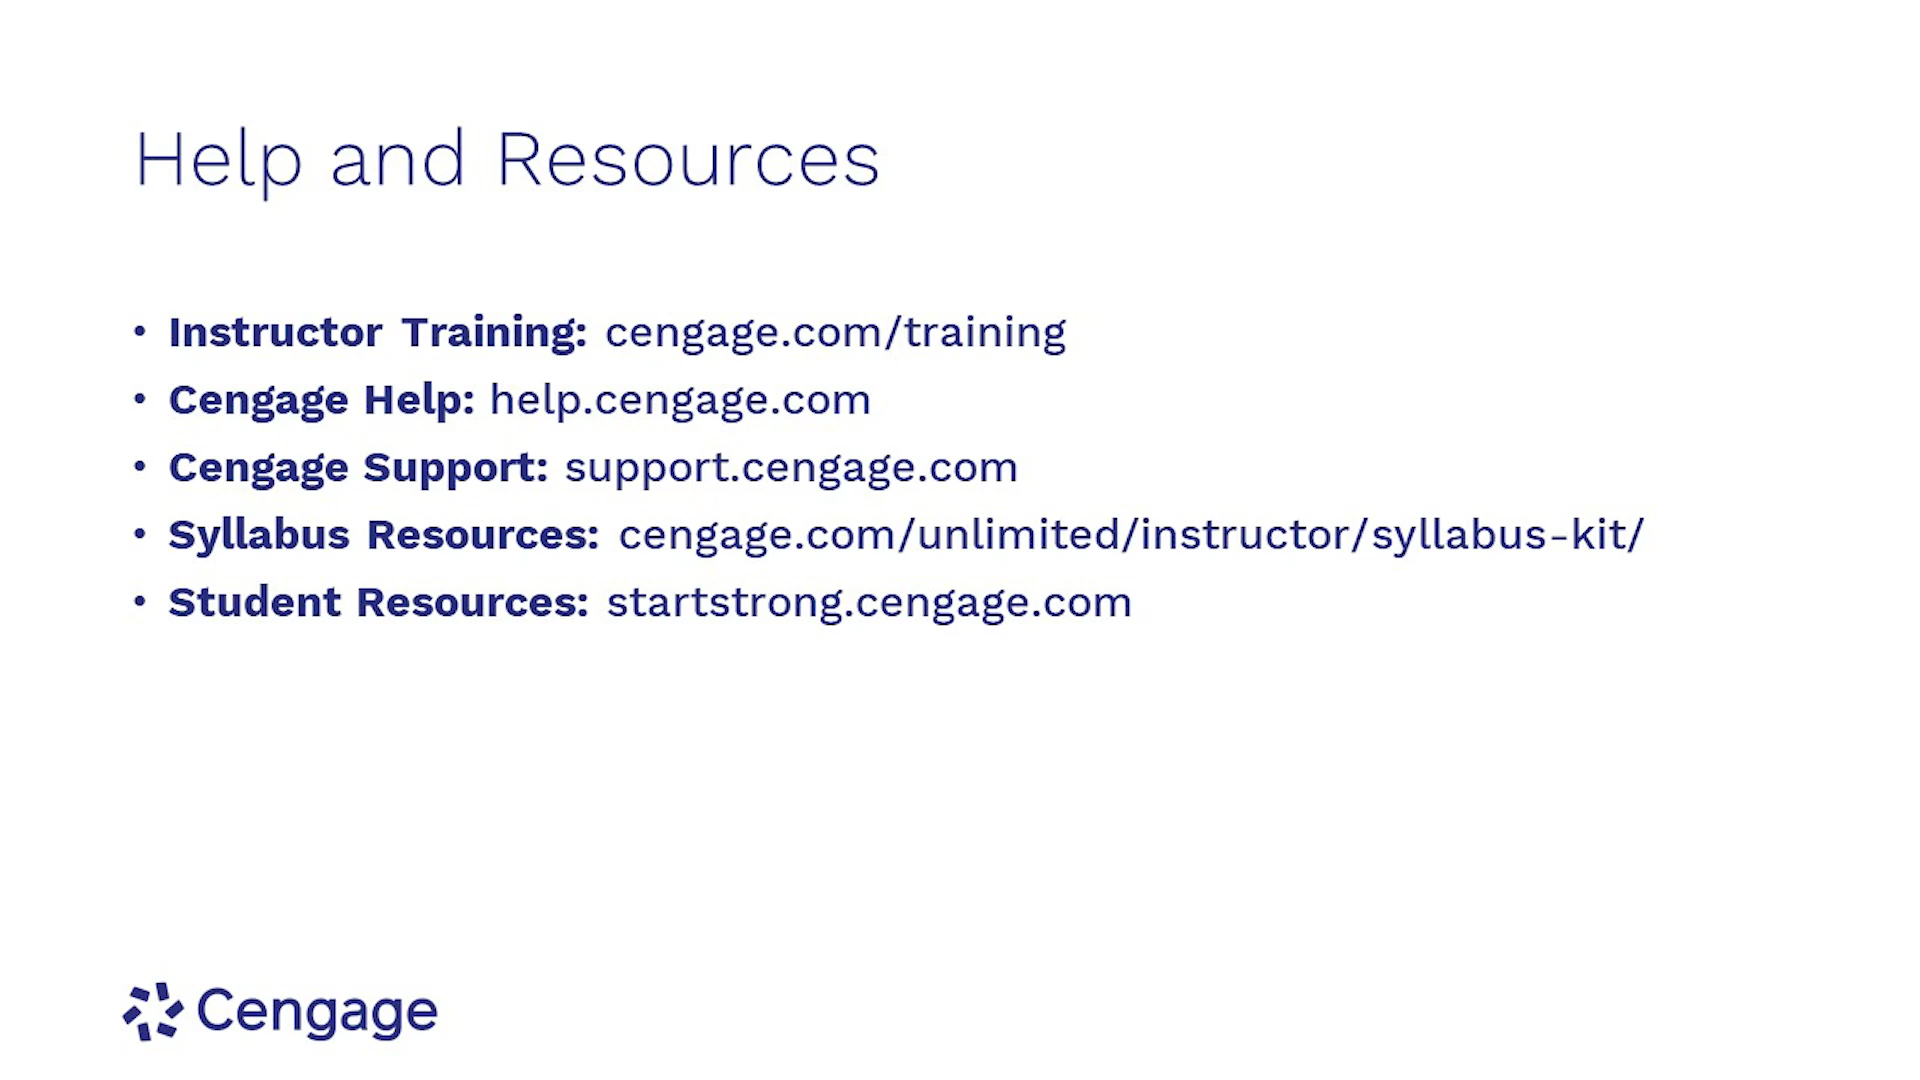 Help and Resources
• Instructor Training: cengage.com/training
• Cengage Help: help.cengage.com
• Cengage Support: support.cengage.com
• Syllabus Resources: cengage.com/unlimited/instructor/syllabus-kit/
• Student Resources: startstrong.cengage.com
Cengage